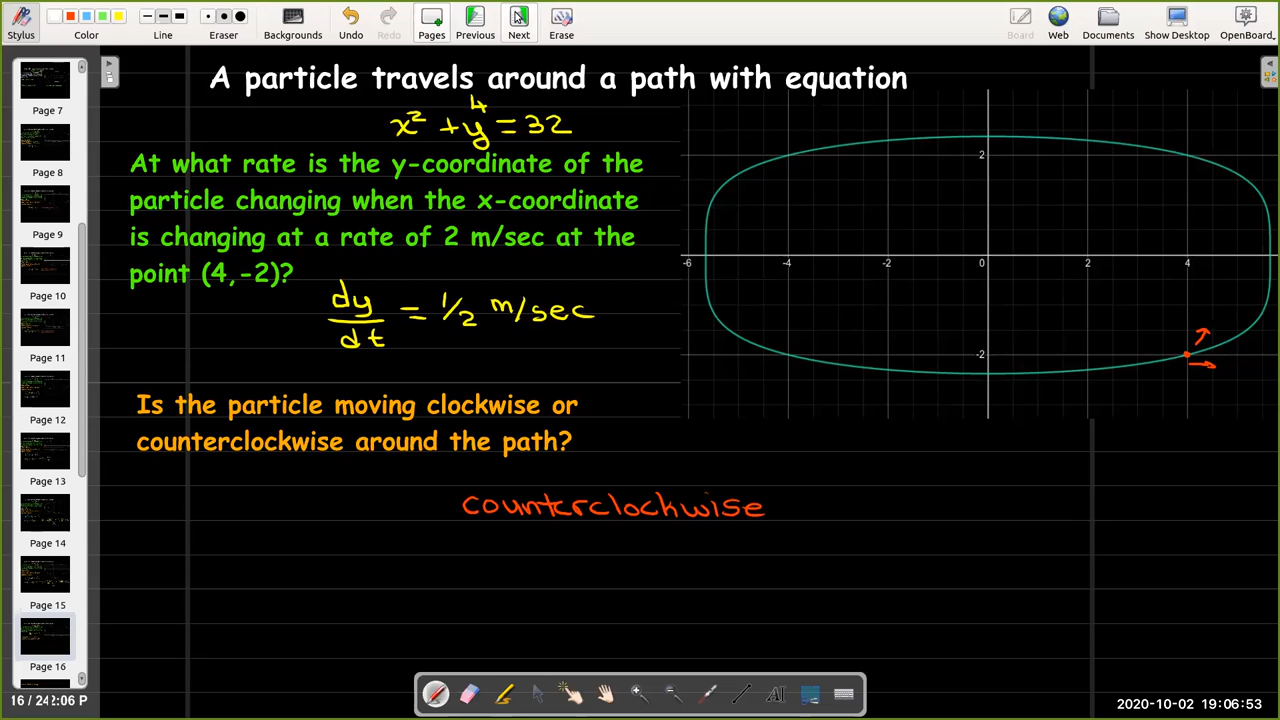 Stylus
Color
Line
Eraser
Backgrounds
Undo
Redo
Pages
Previous
Next
Erase
Board
Web
Documents
Show Desktop
OpenBoard
Page 7
Page 8
Page 9
Page 10
Page 11
Page 12
Page 13
Page 14
Page 15
Page 16
A particle travels around a path with equation
x² + y⁴ = 32
At what rate is the y-coordinate of the
particle changing when the x-coordinate
is changing at a rate of 2 m/sec at the
point (4,-2)?
dy/dt = 1/2 m/sec
Is the particle moving clockwise or
counterclockwise around the path?
counterclockwise
2
-6 -4 -2 0 2 4
-2
16 / 24
2:06 P
2020-10-02 19:06:53